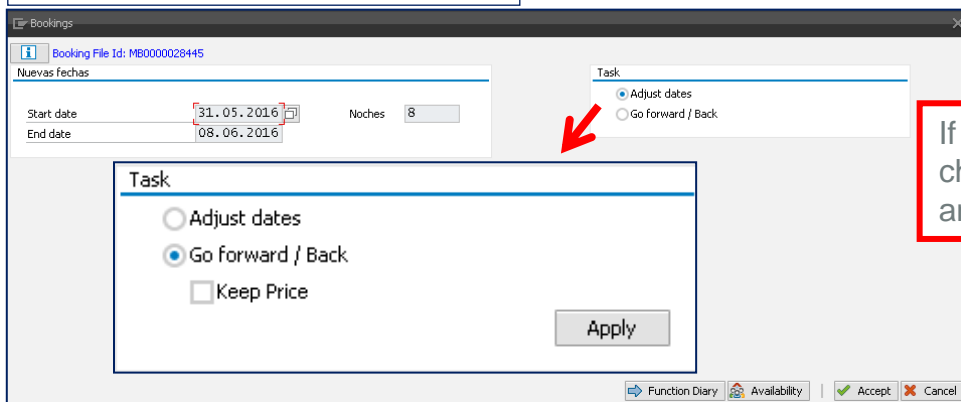 Bookings
Booking File Id: MB0000028445
Nuevas fechas
Start date 31.05.2016 Noches 8
End date 08.06.2016
Task
Adjust dates
Go forward / Back
If
Task
Adjust dates
Go forward / Back
Keep Price
Apply
Function Diary Availability Accept Cancel